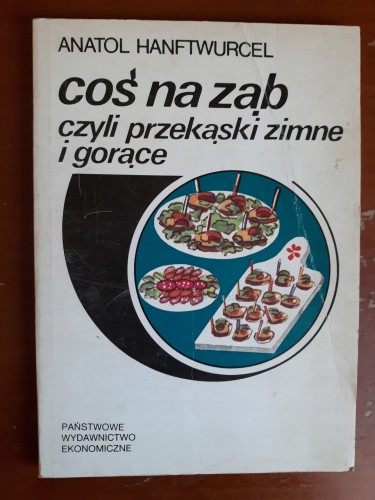 ANATOL HANFTWURCEL
coś na ząb
czyli przekąski zimne
i gorące
PAŃSTWOWE
WYDAWNICTWO
EKONOMICZNE